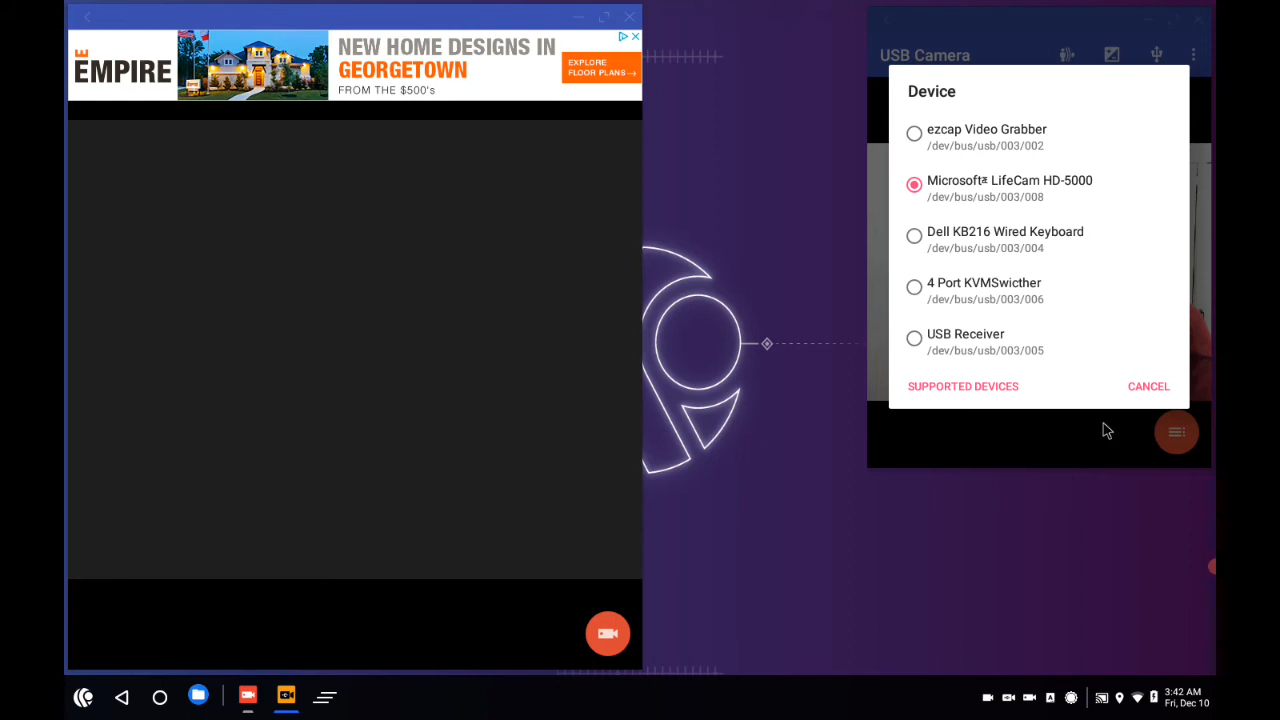 EMPIRE
NEW HOME DESIGNS IN
GEORGETOWN
FROM THE $500's
EXPLORE
FLOOR PLANS→
USB Camera
Device
ezcap Video Grabber
/dev/bus/usb/003/002
Microsoft® LifeCam HD-5000
/dev/bus/usb/003/008
Dell KB216 Wired Keyboard
/dev/bus/usb/003/004
4 Port KVMSwicther
/dev/bus/usb/003/006
USB Receiver
/dev/bus/usb/003/005
SUPPORTED DEVICES
CANCEL
A
3:42 AM
Fri, Dec 10